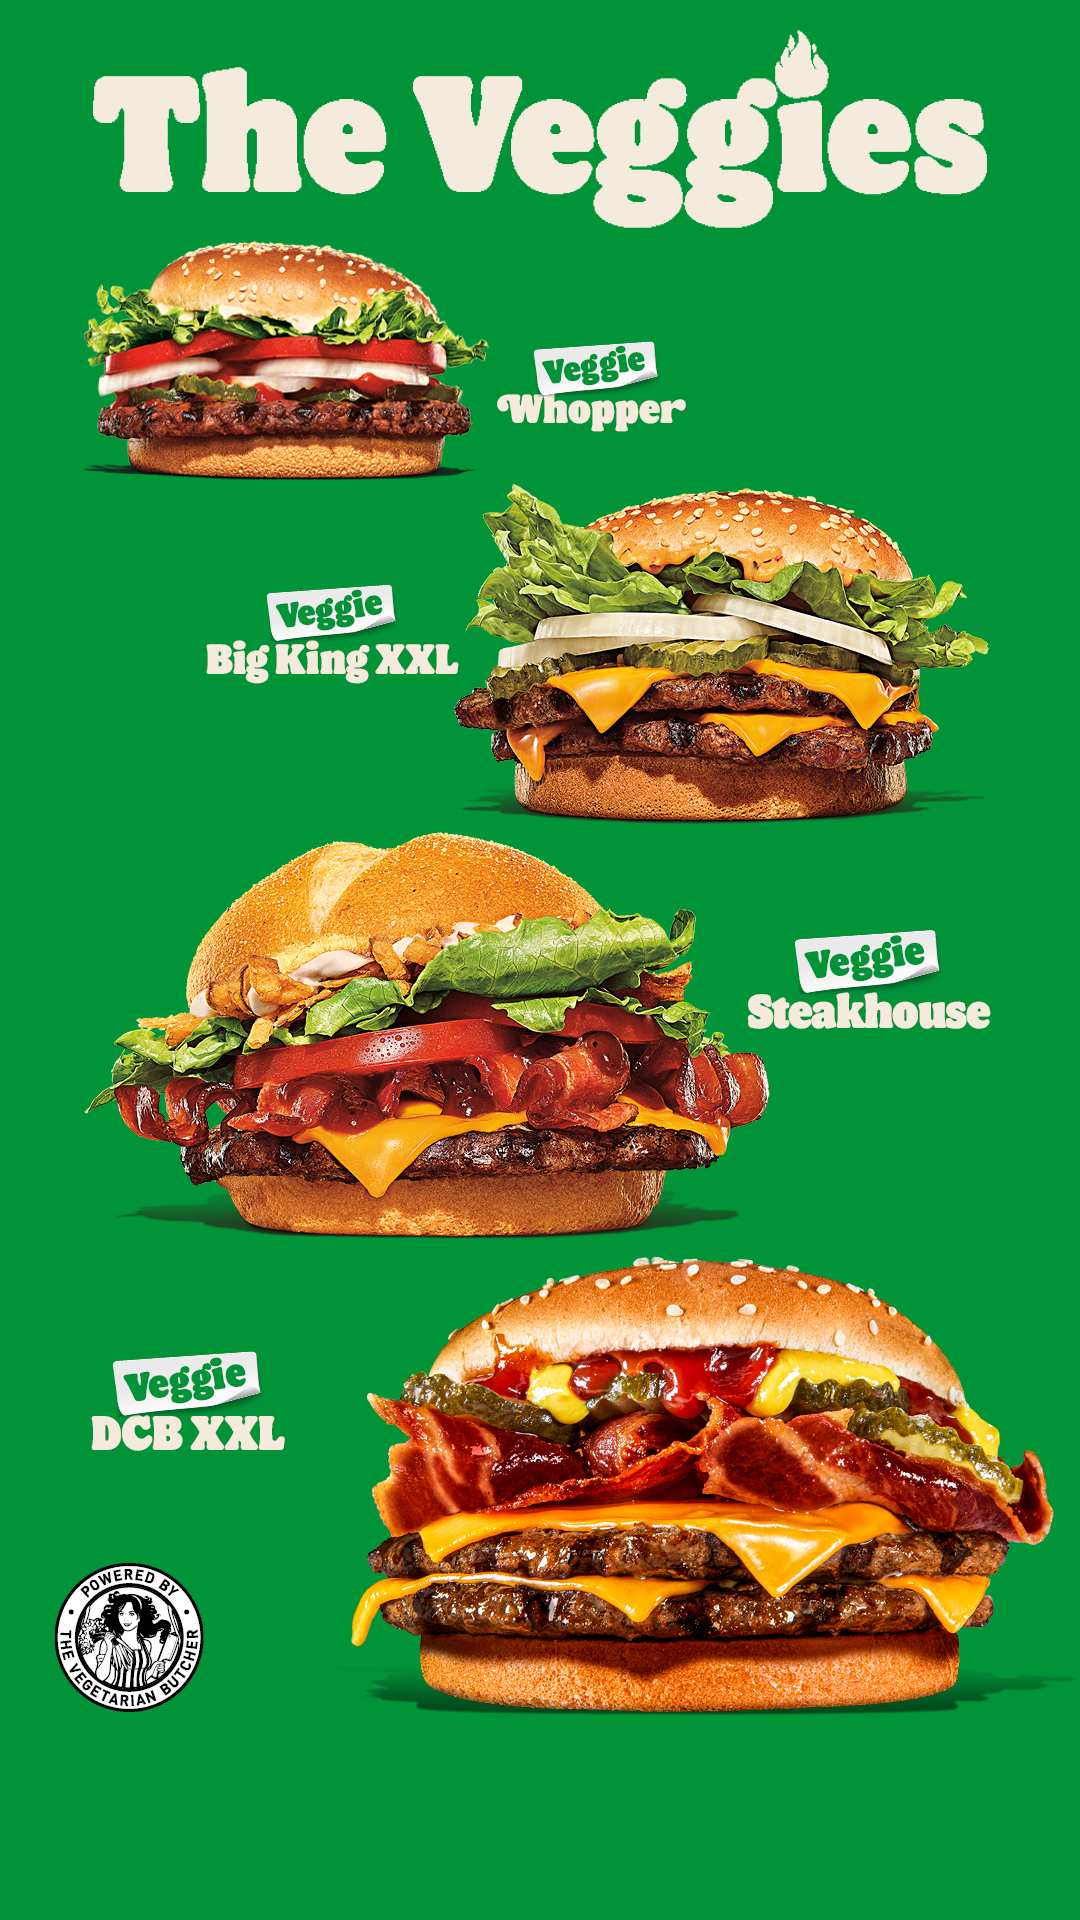 The Veggies
Veggie
Whopper
Veggie
Big King XXL
Veggie
Steakhouse
Veggie
DCB XXL
POWERED BY
THE VEGETARIAN BUTCHER